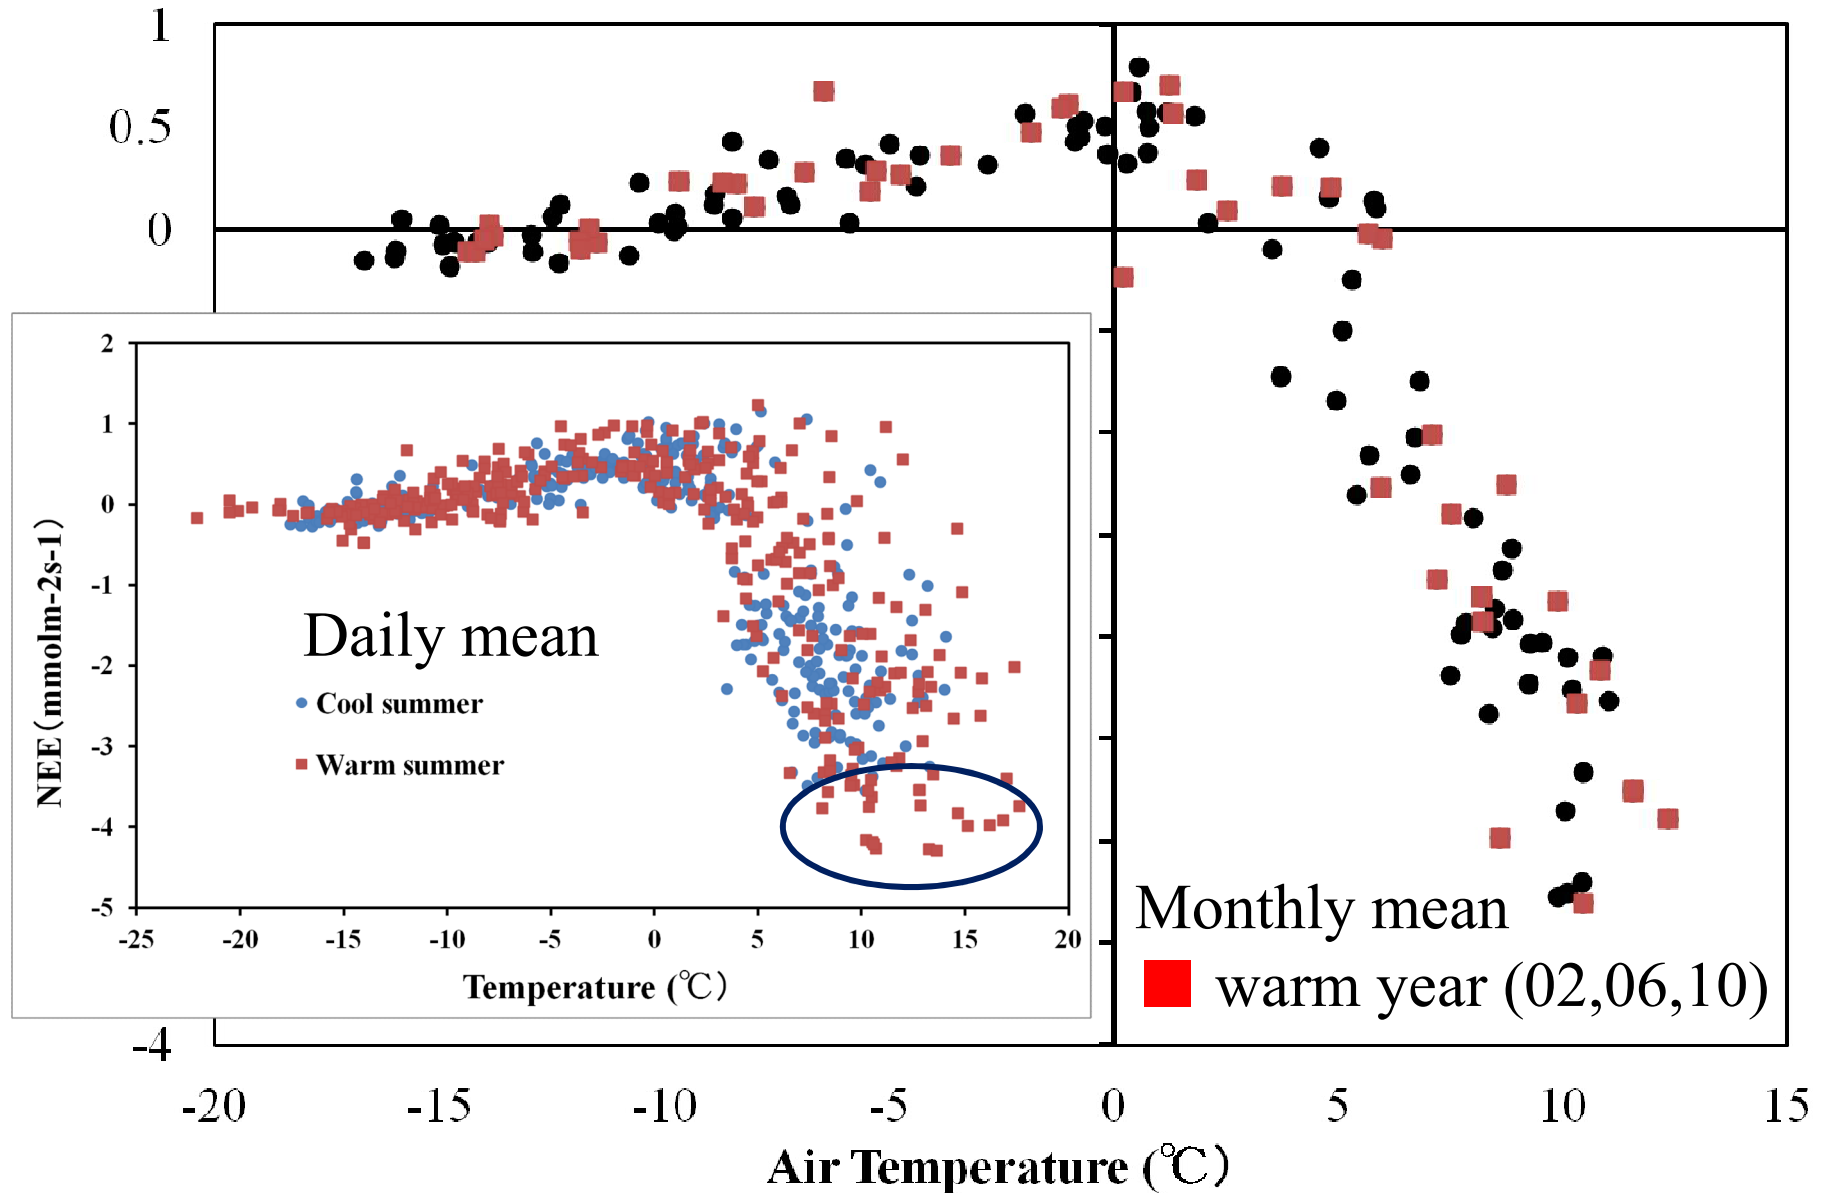 1
0.5
0
-4
-20 -15 -10 -5 0 5 10 15
Air Temperature (℃)
Monthly mean
warm year (02,06,10)
2
1
0
-1
-2
-3
-4
-5
-25 -20 -15 -10 -5 0 5 10 15 20
NEE(mmolm-2s-1)
Temperature (℃)
Daily mean
Cool summer
Warm summer